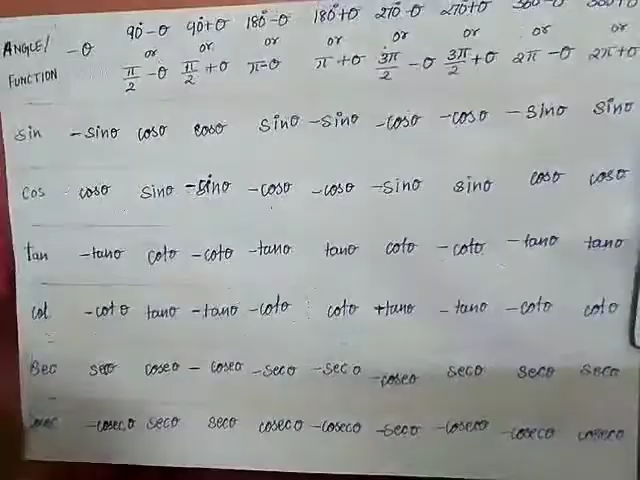 90°-θ 90°+θ 180°-θ 180°+θ 270°-θ 270°+θ 360°-θ 360°+θ
ANGLE/ -θ or or or or or or or or
FUNCTION π/2 -θ π/2 +θ π-θ π+θ 3π/2 -θ 3π/2 +θ 2π-θ 2π+θ
sin -sinθ cosθ cosθ sinθ -sinθ -cosθ -cosθ -sinθ sinθ
cos cosθ sinθ -sinθ -cosθ -cosθ -sinθ sinθ cosθ cosθ
tan -tanθ cotθ -cotθ -tanθ tanθ cotθ -cotθ -tanθ tanθ
cot -cotθ tanθ -tanθ -cotθ cotθ +tanθ -tanθ -cotθ cotθ
sec secθ cosecθ -cosecθ -secθ -secθ -cosecθ secθ secθ secθ
-cosecθ secθ secθ cosecθ -cosecθ -secθ -cosecθ -cosecθ cosecθ